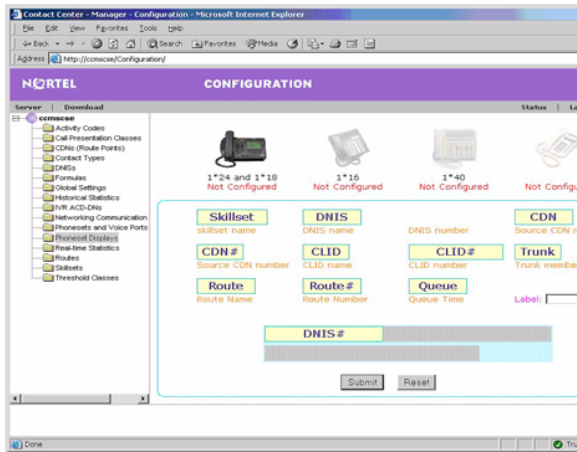 Contact Center - Manager - Configuration - Microsoft Internet Explorer
File Edit View Favorites Tools Help
Back Search Favorites Media
Address http://ccmscse/Configuration/
NORTEL CONFIGURATION
Server | Download Status |
ccmscse
Activity Codes
Call Presentation Classes
CDNs (Route Points)
Contact Types
DNISs
Formulas
Global Settings
Historical Statistics
IVR ACD-DNs
Networking Communication
Phonesets and Voice Ports
Phoneset Displays
Real-time Statistics
Routes
Skillsets
Threshold Classes
1*24 and 1*18 1*16 1*40
Not Configured Not Configured Not Configured Not Configu
Skillset DNIS CDN
skillset name DNIS name DNIS number Source CDN n
CDN# CLID CLID# Trunk
Source CDN number CLID name CLID number Trunk member
Route Route# Queue
Route Name Route Number Queue Time Label:
DNIS#
Submit Reset
Done Tru